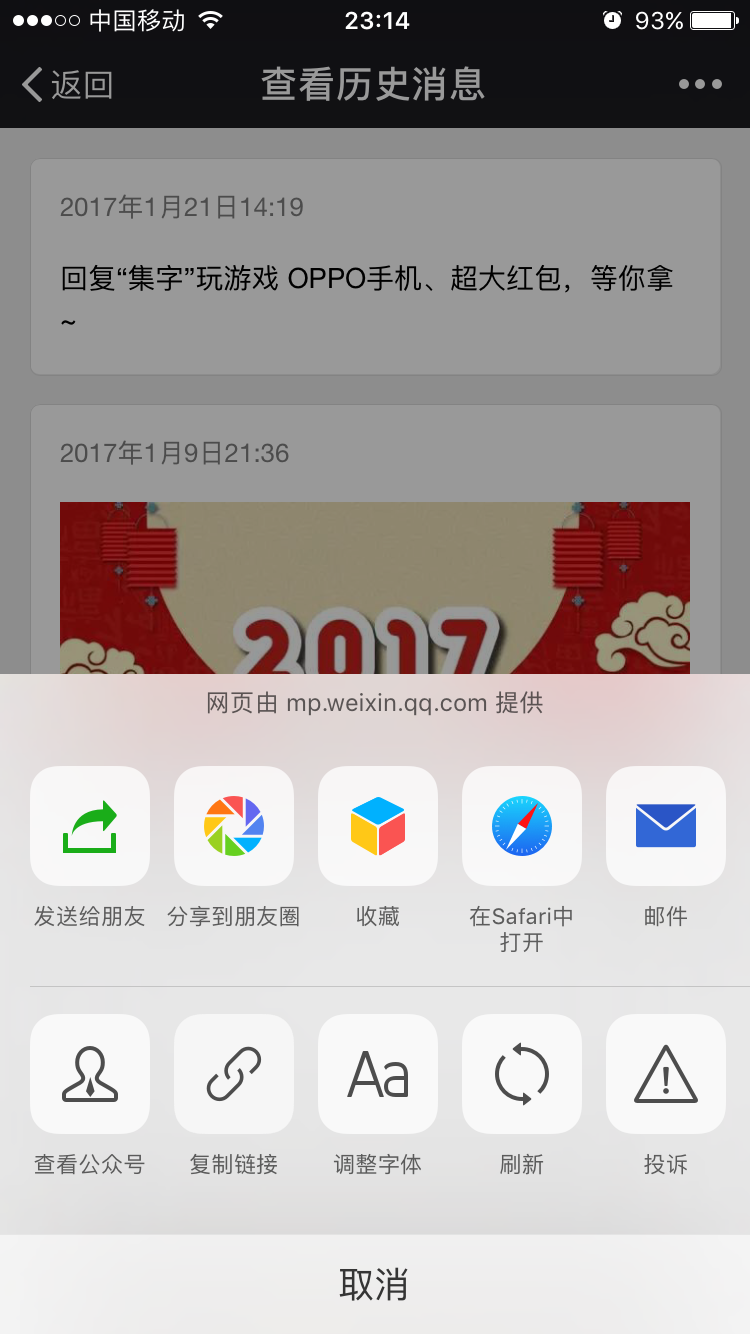 中国移动
23:14
93%
返回
查看历史消息
2017年1月21日14:19
回复“集字”玩游戏 OPPO手机、超大红包，等你拿
~
2017年1月9日21:36
2017
网页由 mp.weixin.qq.com 提供
发送给朋友
分享到朋友圈
收藏
在Safari中
打开
邮件
Aa
查看公众号
复制链接
调整字体
刷新
投诉
取消